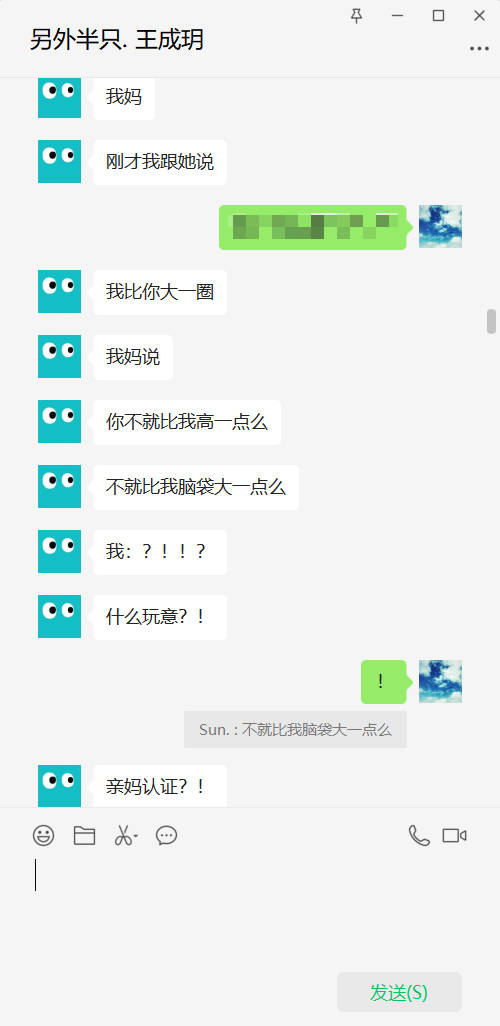 另外半只. 王成玥
我妈
刚才我跟她说
我比你大一圈
我妈说
你不就比我高一点么
不就比我脑袋大一点么
我：？！！？
什么玩意？！
！
Sun. : 不就比我脑袋大一点么
亲妈认证？！
发送(S)